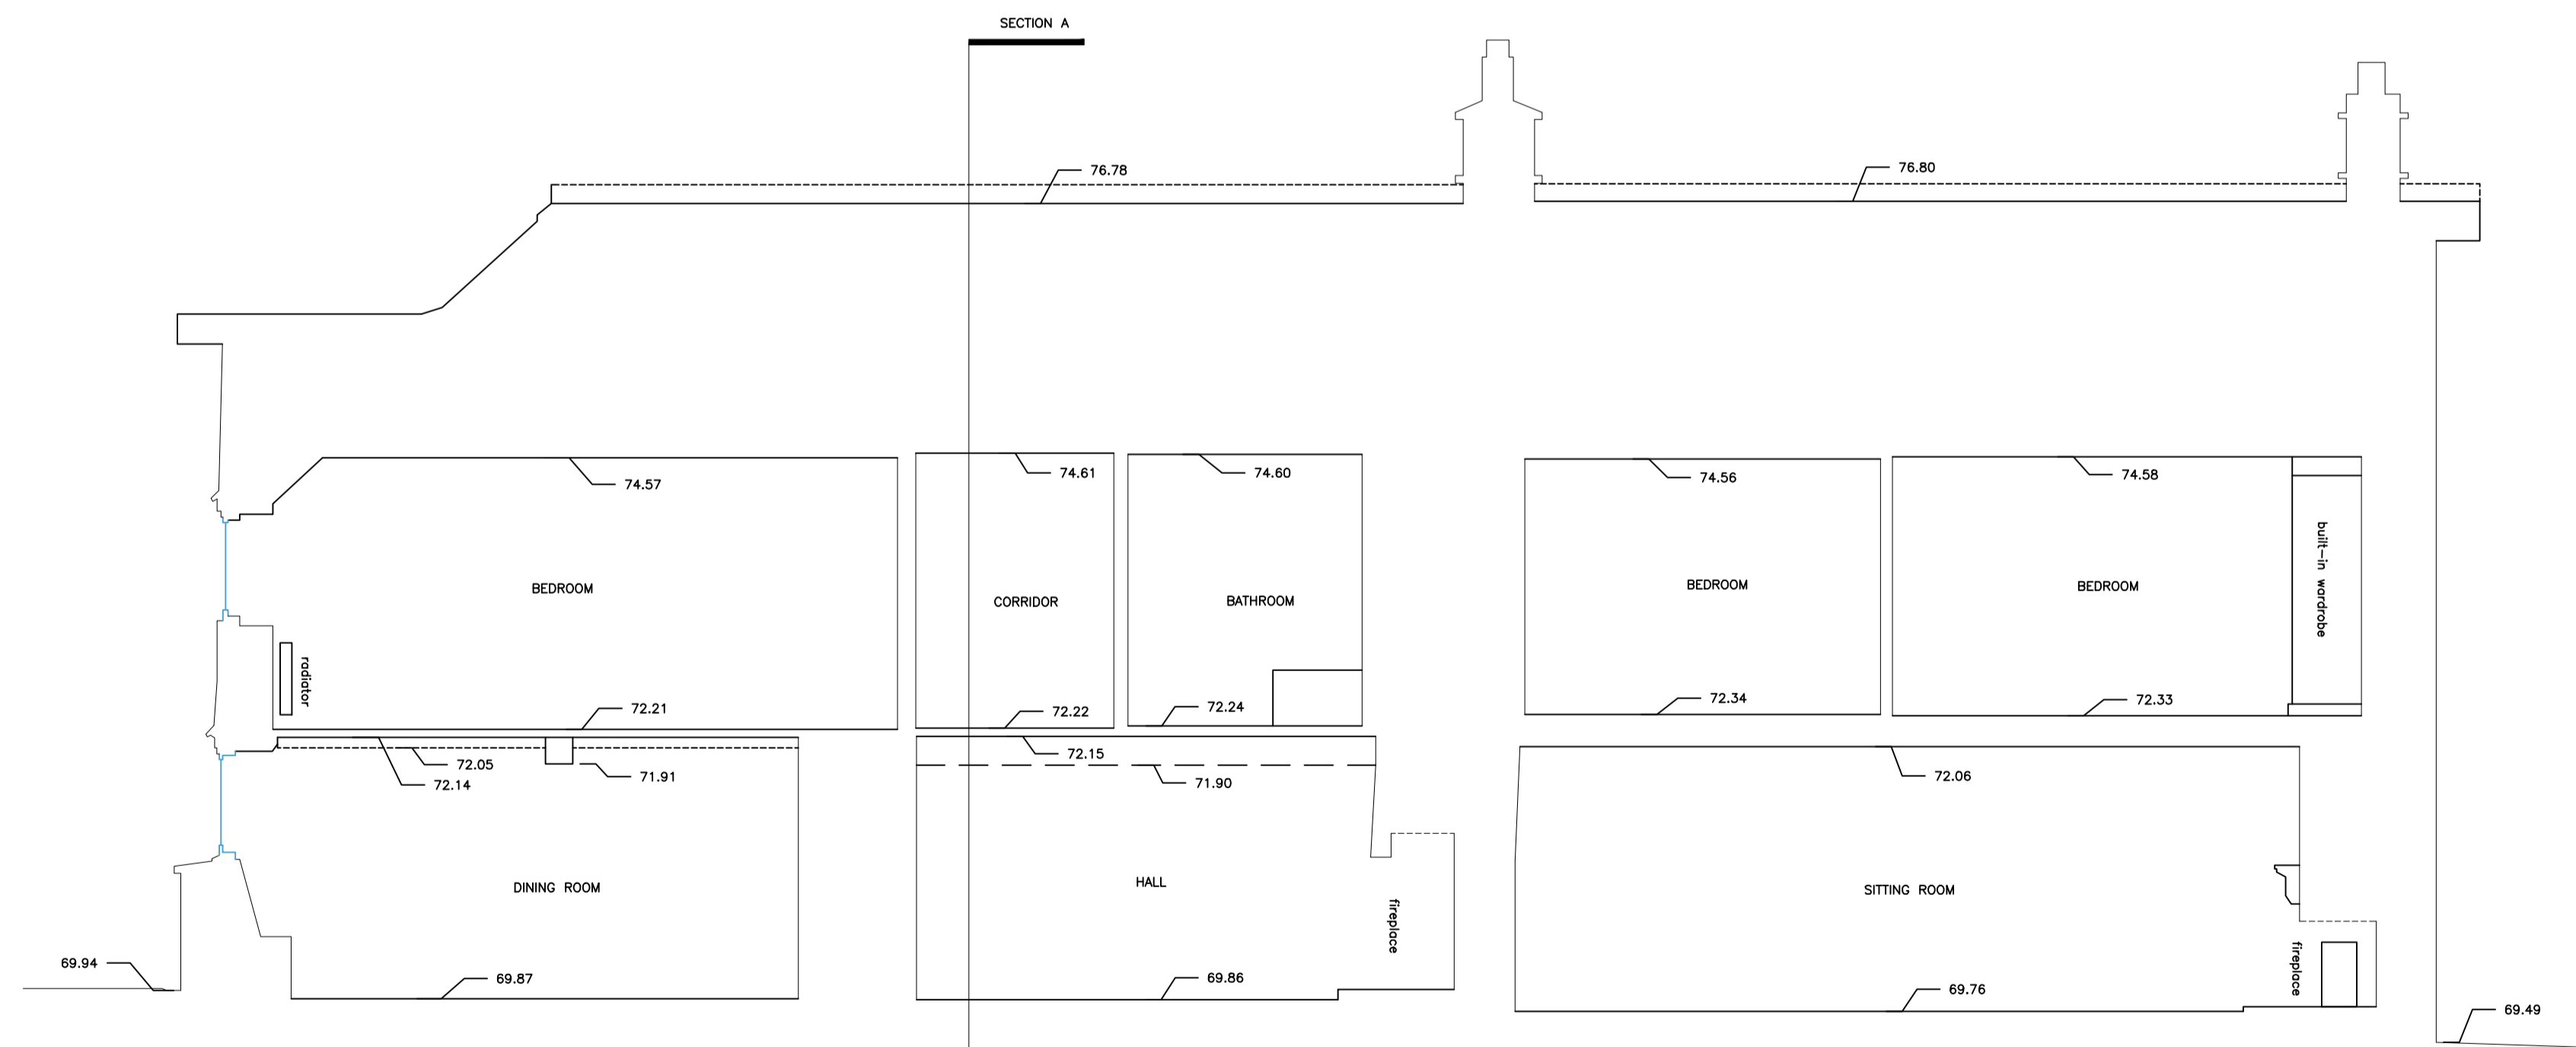 SECTION A
76.78
76.80
74.57
74.61
74.60
74.56
74.58
BEDROOM
CORRIDOR
BATHROOM
BEDROOM
BEDROOM
built-in wardrobe
radiator
72.21
72.22
72.24
72.34
72.33
72.05
72.14
71.91
72.15
71.90
72.06
DINING ROOM
HALL
SITTING ROOM
fireplace
fireplace
69.94
69.87
69.86
69.76
69.49